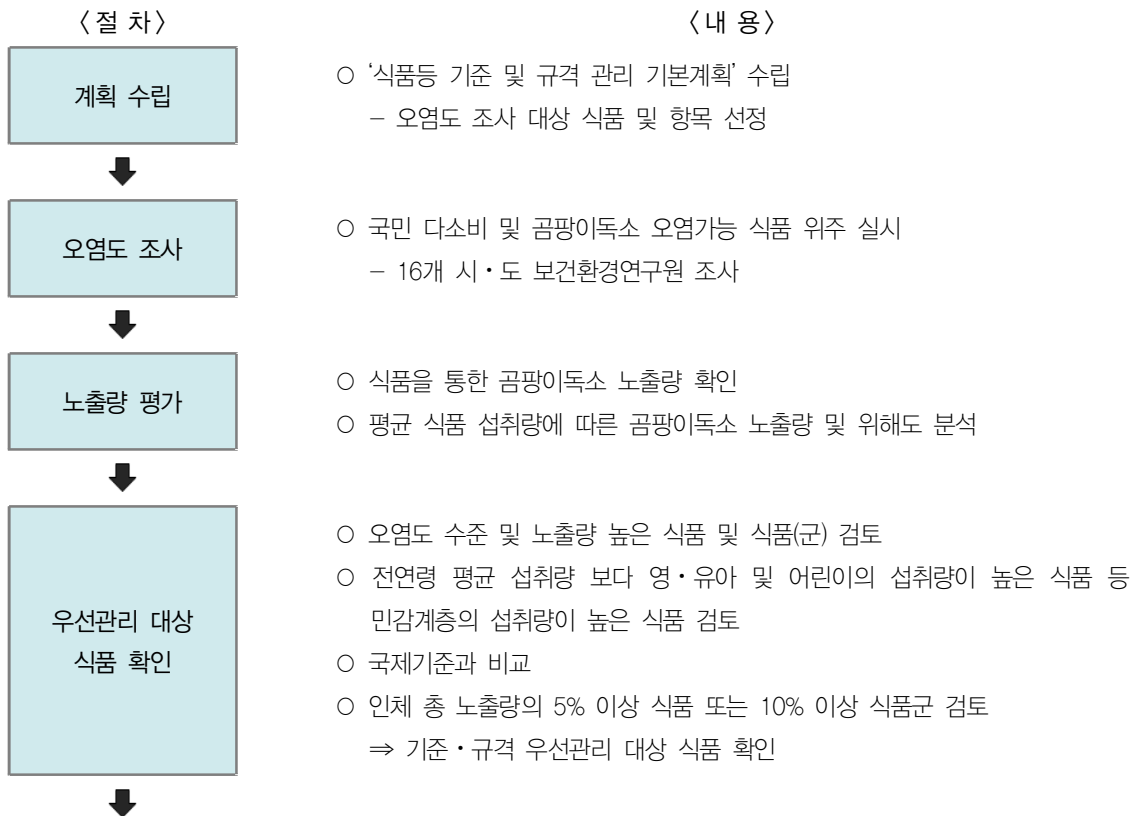 〈절 차〉
〈내 용〉
계획 수립
○ ‘식품등 기준 및 규격 관리 기본계획’ 수립
- 오염도 조사 대상 식품 및 항목 선정
오염도 조사
○ 국민 다소비 및 곰팡이독소 오염가능 식품 위주 실시
- 16개 시·도 보건환경연구원 조사
노출량 평가
○ 식품을 통한 곰팡이독소 노출량 확인
○ 평균 식품 섭취량에 따른 곰팡이독소 노출량 및 위해도 분석
우선관리 대상
식품 확인
○ 오염도 수준 및 노출량 높은 식품 및 식품(군) 검토
○ 전연령 평균 섭취량 보다 영·유아 및 어린이의 섭취량이 높은 식품 등
민감계층의 섭취량이 높은 식품 검토
○ 국제기준과 비교
○ 인체 총 노출량의 5% 이상 식품 또는 10% 이상 식품군 검토
⇒ 기준·규격 우선관리 대상 식품 확인